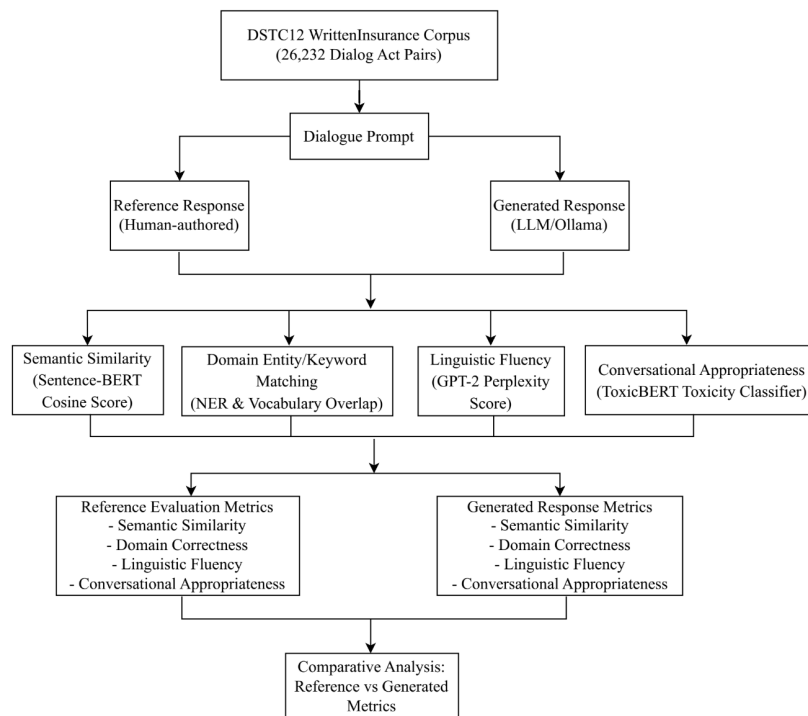 DSTC12 WrittenInsurance Corpus
(26,232 Dialog Act Pairs)
Dialogue Prompt
Reference Response
(Human-authored)
Generated Response
(LLM/Ollama)
Semantic Similarity
(Sentence-BERT
Cosine Score)
Domain Entity/Keyword
Matching
(NER & Vocabulary Overlap)
Linguistic Fluency
(GPT-2 Perplexity
Score)
Conversational Appropriateness
(ToxicBERT Toxicity Classifier)
Reference Evaluation Metrics
- Semantic Similarity
- Domain Correctness
- Linguistic Fluency
- Conversational Appropriateness
Generated Response Metrics
- Semantic Similarity
- Domain Correctness
- Linguistic Fluency
- Conversational Appropriateness
Comparative Analysis:
Reference vs Generated
Metrics